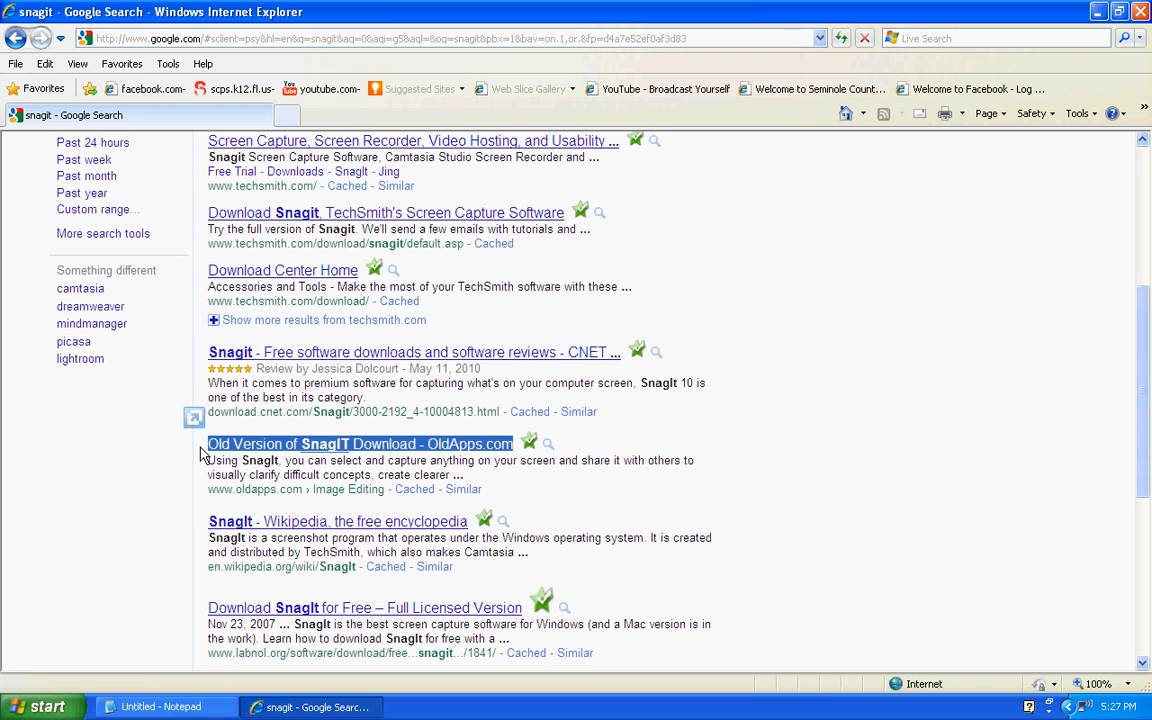 snagit - Google Search - Windows Internet Explorer
http://www.google.com/#sclient=psy&hl=en&q=snagit&aq=0&aqi=g5&aql=&oq=snagit&pbx=1&bav=on.1,or.&fp=d4a7e52ef0af3d83
Live Search
File Edit View Favorites Tools Help
Favorites facebook.com- scps.k12.fl.us- youtube.com- Suggested Sites Web Slice Gallery YouTube - Broadcast Yourself Welcome to Seminole Count... Welcome to Facebook - Log ...
snagit - Google Search
Page Safety Tools
Past 24 hours
Past week
Past month
Past year
Custom range...
More search tools
Something different
camtasia
dreamweaver
mindmanager
picasa
lightroom
Screen Capture, Screen Recorder, Video Hosting, and Usability ...
Snagit Screen Capture Software, Camtasia Studio Screen Recorder and ...
Free Trial - Downloads - SnagIt - Jing
www.techsmith.com/ - Cached - Similar
Download Snagit, TechSmith's Screen Capture Software
Try the full version of Snagit. We'll send a few emails with tutorials and ...
www.techsmith.com/download/snagit/default.asp - Cached
Download Center Home
Accessories and Tools - Make the most of your TechSmith software with these ...
www.techsmith.com/download/ - Cached
Show more results from techsmith.com
Snagit - Free software downloads and software reviews - CNET ...
Review by Jessica Dolcourt - May 11, 2010
When it comes to premium software for capturing what's on your computer screen, SnagIt 10 is
one of the best in its category.
download.cnet.com/Snagit/3000-2192_4-10004813.html - Cached - Similar
Old Version of SnagIT Download - OldApps.com
Using SnagIt, you can select and capture anything on your screen and share it with others to
visually clarify difficult concepts, create clearer ...
www.oldapps.com › Image Editing - Cached - Similar
SnagIt - Wikipedia, the free encyclopedia
SnagIt is a screenshot program that operates under the Windows operating system. It is created
and distributed by TechSmith, which also makes Camtasia ...
en.wikipedia.org/wiki/SnagIt - Cached - Similar
Download SnagIt for Free – Full Licensed Version
Nov 23, 2007 ... SnagIt is the best screen capture software for Windows (and a Mac version is in
the work). Learn how to download SnagIt for free with a ...
www.labnol.org/software/download/free...snagit.../1841/ - Cached - Similar
Internet
100%
start
Untitled - Notepad
snagit - Google Searc...
5:27 PM